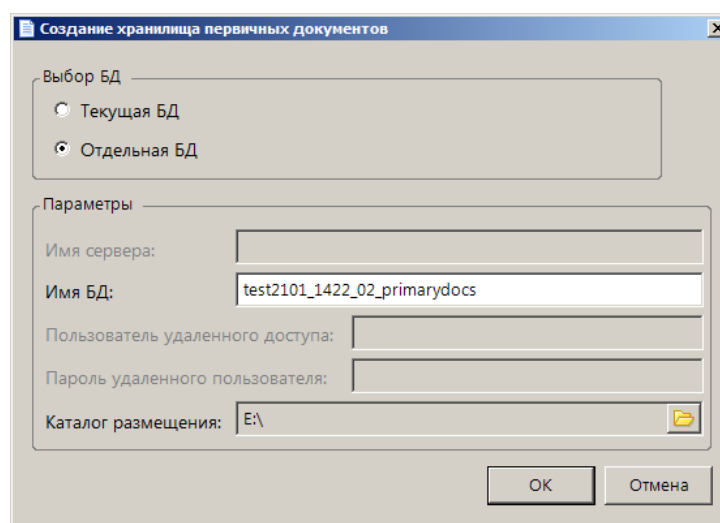 Создание хранилища первичных документов
Выбор БД
Текущая БД
Отдельная БД
Параметры
Имя сервера:
Имя БД: test2101_1422_02_primarydocs
Пользователь удаленного доступа:
Пароль удаленного пользователя:
Каталог размещения: E:\
ОК Отмена